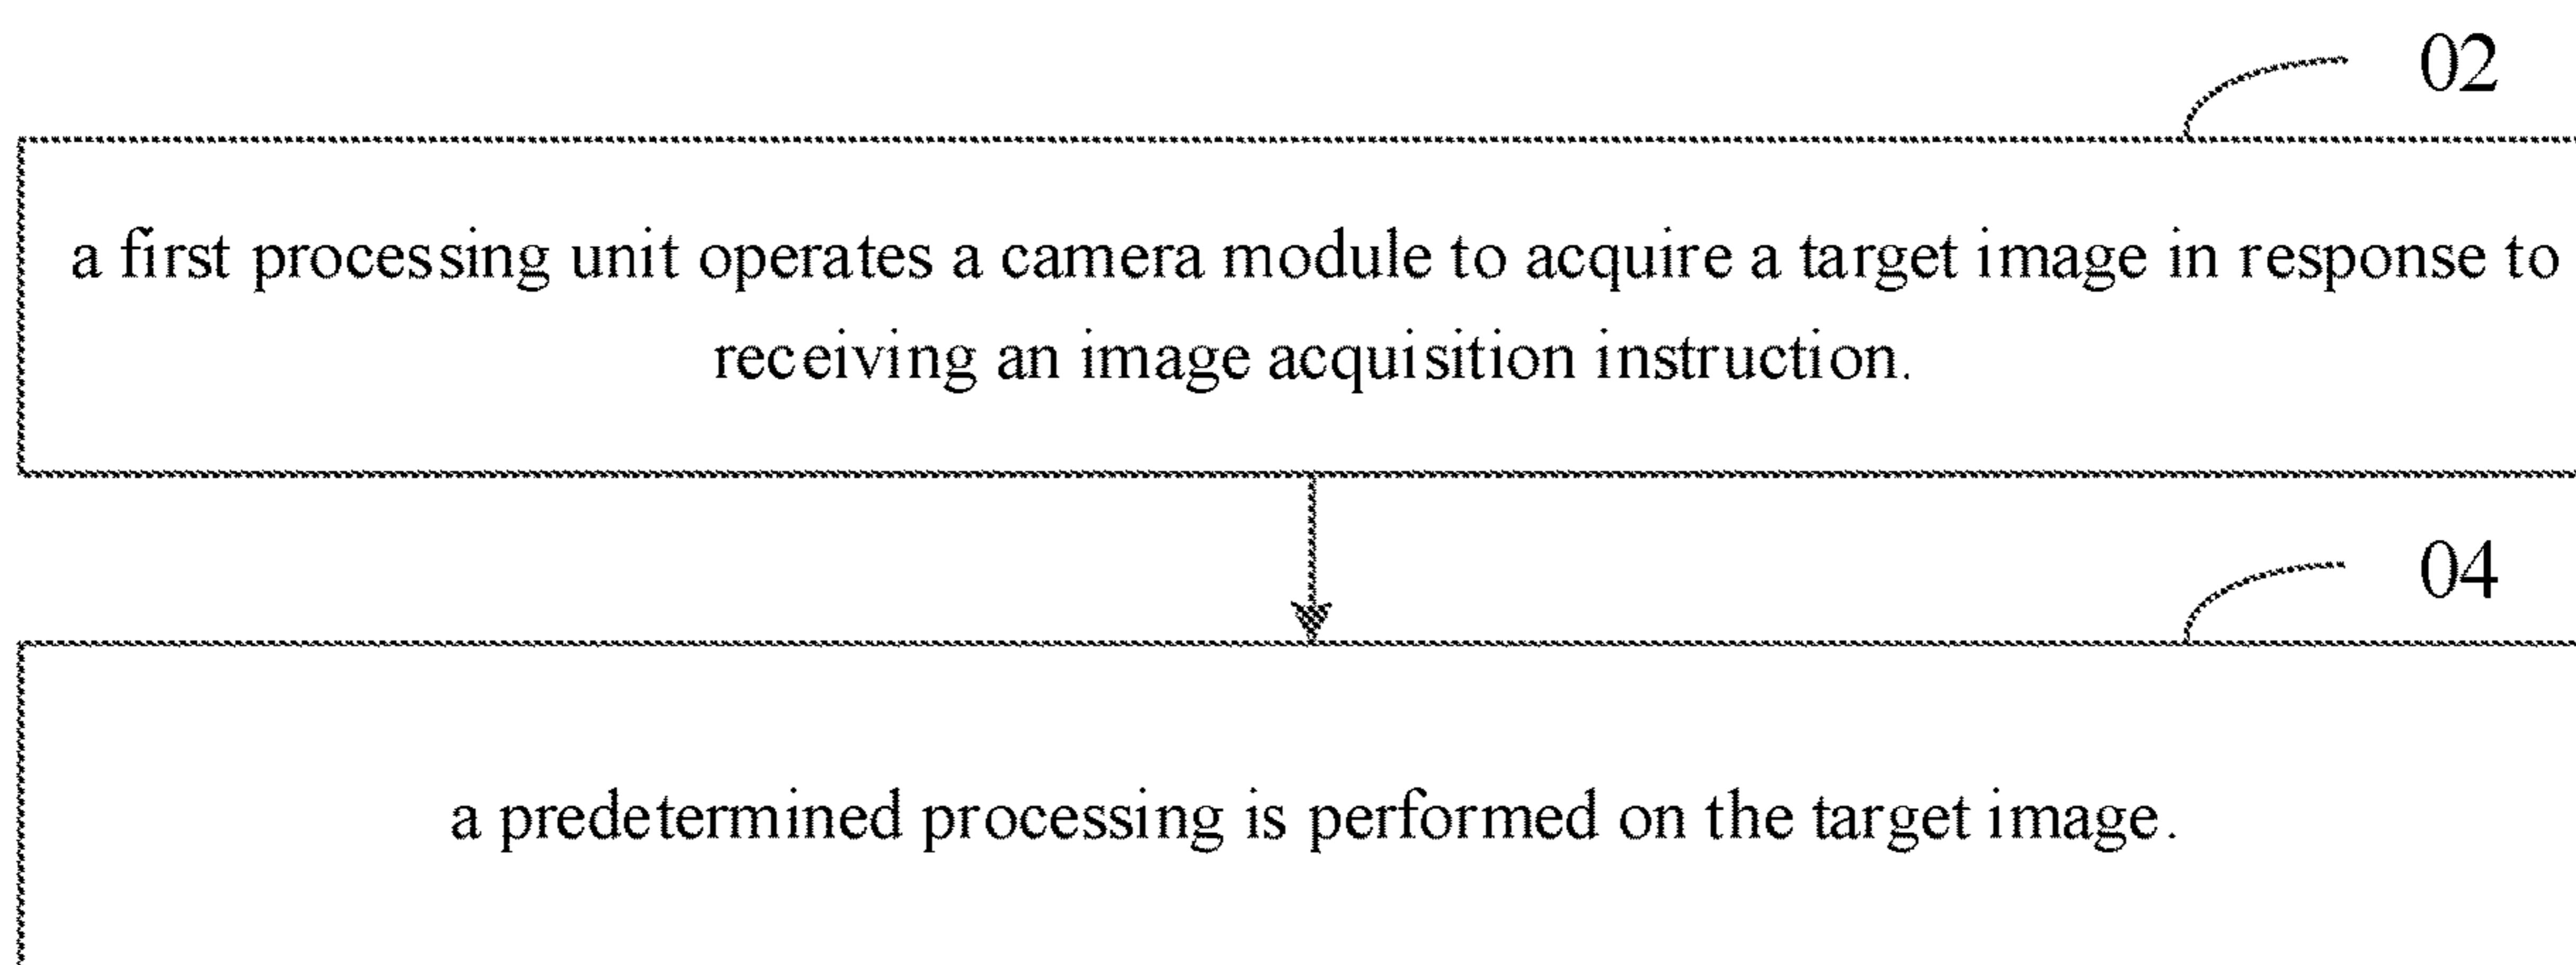 02
a first processing unit operates a camera module to acquire a target image in response to
receiving an image acquisition instruction.
04
a predetermined processing is performed on the target image.